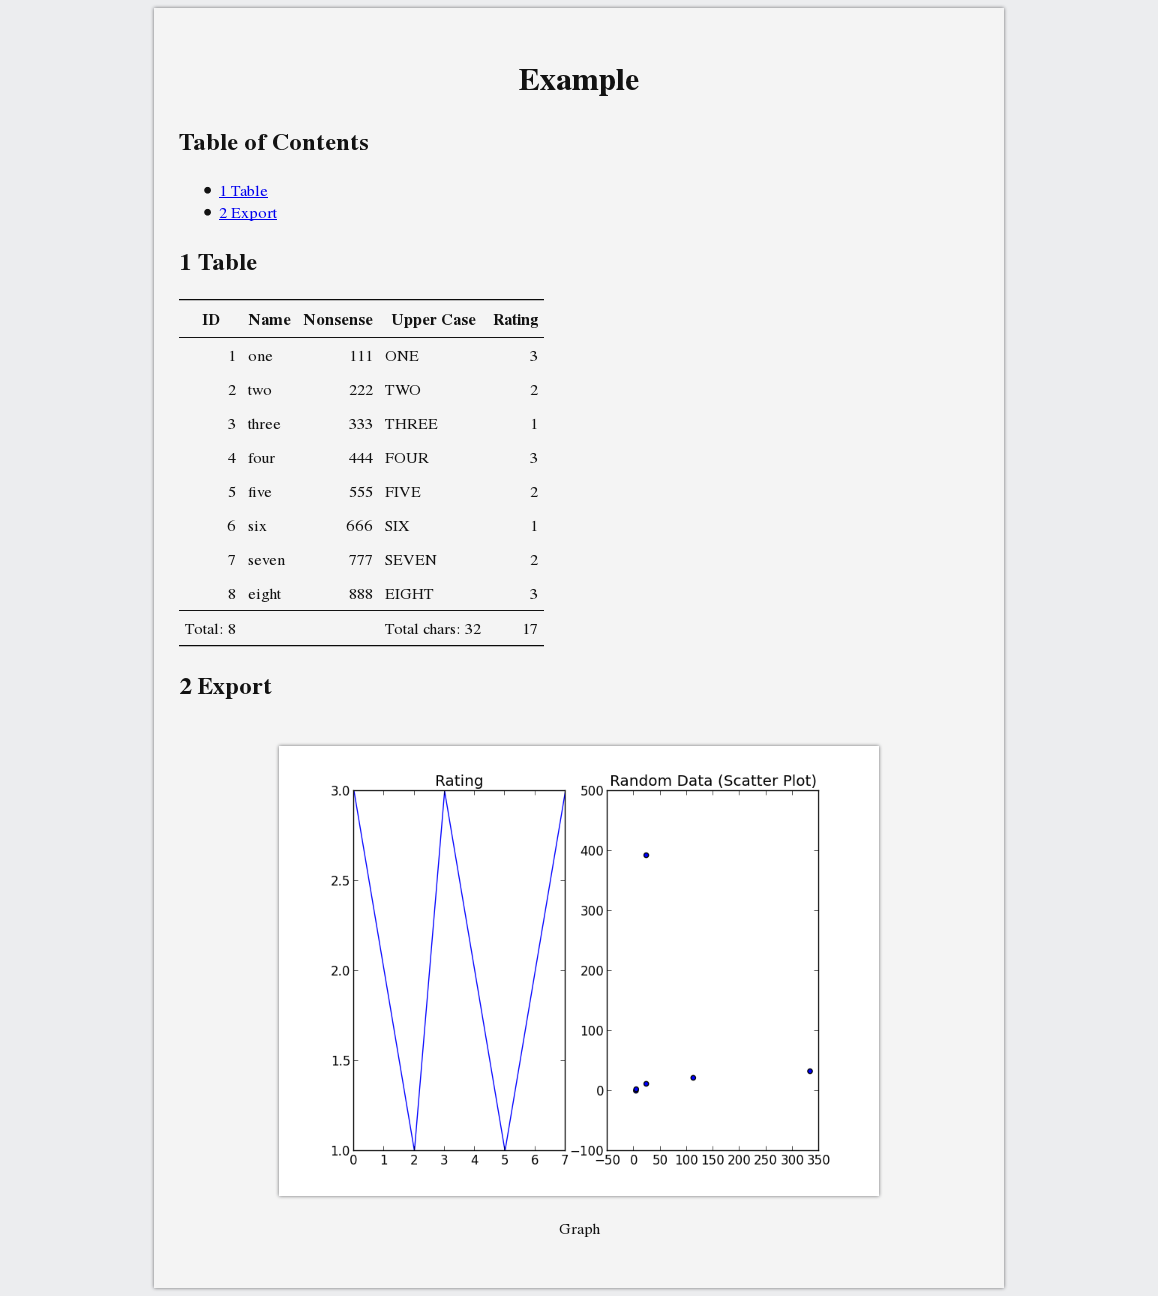 Example
Table of Contents
1 Table
2 Export
1 Table
ID Name Nonsense Upper Case Rating
1 one 111 ONE 3
2 two 222 TWO 2
3 three 333 THREE 1
4 four 444 FOUR 3
5 five 555 FIVE 2
6 six 666 SIX 1
7 seven 777 SEVEN 2
8 eight 888 EIGHT 3
Total: 8 Total chars: 32 17
2 Export
Rating
3.0
2.5
2.0
1.5
1.0
0 1 2 3 4 5 6 7
Random Data (Scatter Plot)
500
400
300
200
100
0
−100
−50 0 50 100 150 200 250 300 350
Graph